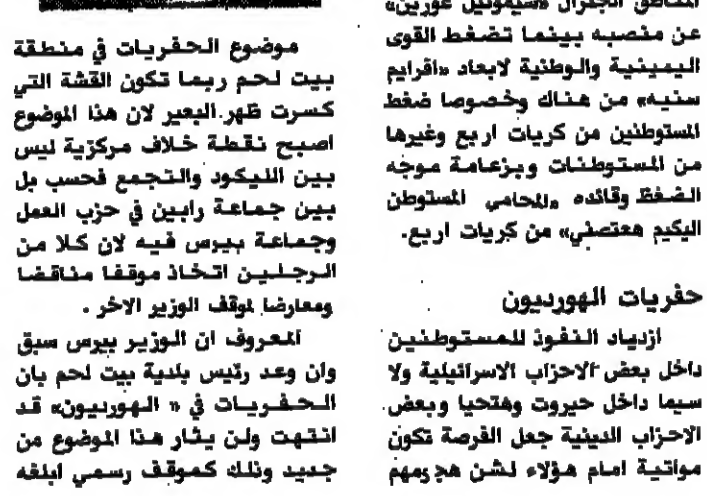 المناطق الجنرال «شيموئيل غورين»
عن منصبه بينما تضغط القوى
اليمينية والوطنية لابعاد «افرايم
سنيه» من هناك وخصوصا ضغط
المستوطنين من كريات اربع وغيرها
من المستوطنات وبزعامة موجه
الضغط وقائده «المحامي المستوطن
اليكيم هعتصني» من كريات اربع.
حفريات الهورديون
ازدياد النفوذ للمستوطنين
داخل بعض الاحزاب الاسرائيلية ولا
سيما داخل حيروت وهتحيا وبعض
الاحزاب الدينية جعل الفرصة تكون
مواتية امام هؤلاء لشن هجومهم
موضوع الحفريات في منطقة
بيت لحم ربما تكون القشة التي
كسرت ظهر البعير لان هذا الموضوع
اصبح نقطة خلاف مركزية ليس
بين الليكود والتجمع فحسب بل
بين جماعة رابين في حزب العمل
وجماعة بيرس فيه لان كلا من
الرجلين اتخاذ موقفا مناقضا
ومعارضا لموقف الوزير الاخر .
المعروف ان الوزير بيرس سبق
وان وعد رئيس بلدية بيت لحم بان
الحفريات في « الهورديون» قد
انتهت ولن يثار هذا الموضوع من
جديد وذلك كموقف رسمي ابلغه